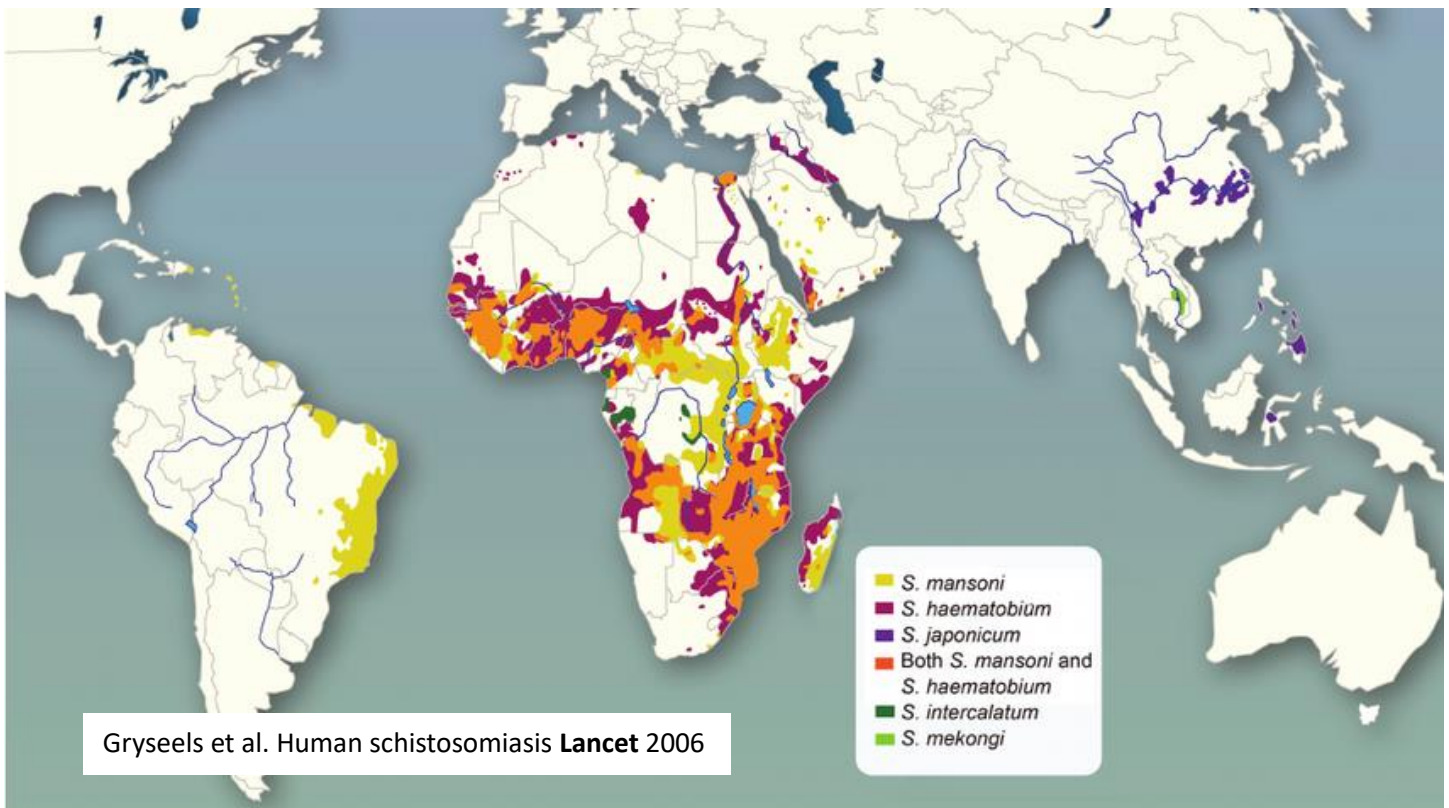 S. mansoni
S. haematobium
S. japonicum
Both S. mansoni and
S. haematobium
S. intercalatum
S. mekongi
Gryseels et al. Human schistosomiasis Lancet 2006